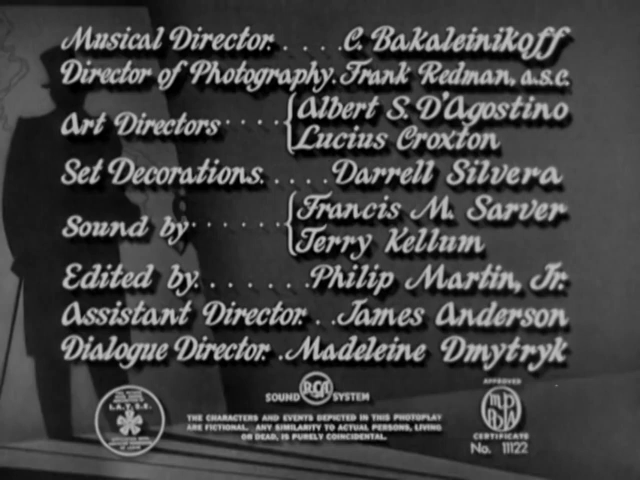 Musical Director. . . . .C. Bakaleinikoff
Director of Photography. Frank Redman, a.s.c.
Art Directors . . . . { Albert S. D'Agostino
Lucius Croxton
Set Decorations. . . . . Darrell Silvera
Sound by . . . . . . { Francis M. Sarver
Terry Kellum
Edited by. . . . . . . Philip Martin, Jr.
Assistant Director. . . James Anderson
Dialogue Director. . Madeleine Dmytryk
SOUND RCA SYSTEM
I.A.T.S.E.
THE CHARACTERS AND EVENTS DEPICTED IN THIS PHOTOPLAY
ARE FICTIONAL. ANY SIMILARITY TO ACTUAL PERSONS, LIVING
OR DEAD, IS PURELY COINCIDENTAL.
APPROVED
MPPDA
CERTIFICATE
No. 11122